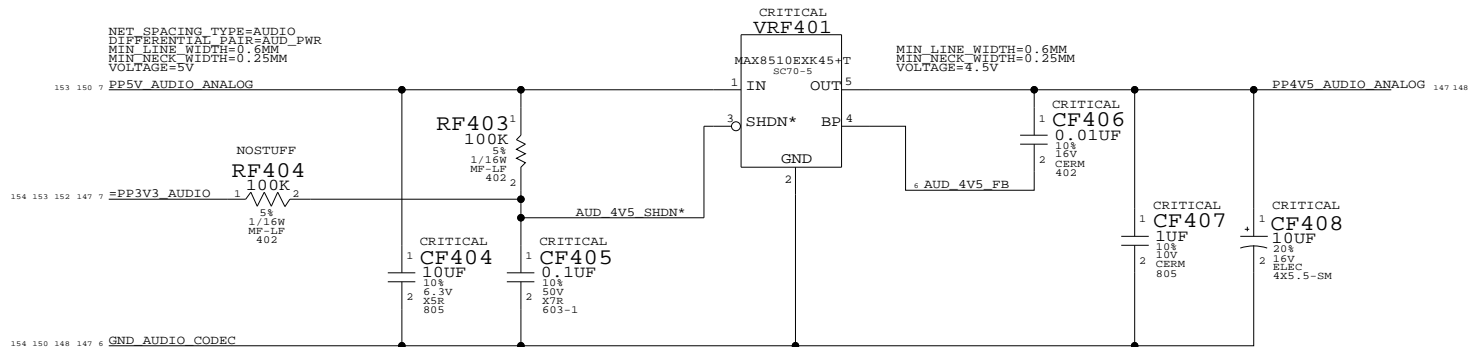 CRITICAL
VRF401
NET_SPACING_TYPE=AUDIO
DIFFERENTIAL_PAIR=AUD_PWR
MIN_LINE_WIDTH=0.6MM
MIN_NECK_WIDTH=0.25MM
VOLTAGE=5V
MAX8510EXK45+T
SC70-5
MIN_LINE_WIDTH=0.6MM
MIN_NECK_WIDTH=0.25MM
VOLTAGE=4.5V
153 150 7 PP5V_AUDIO_ANALOG
1 IN OUT 5
PP4V5_AUDIO_ANALOG 147 148
3 SHDN* BP 4
GND
2
RF403
1
100K
5%
1/16W
MF-LF
402
2
CRITICAL
1 CF406
0.01UF
10%
16V
2 CERM
402
6 AUD_4V5_FB
NOSTUFF
RF404
100K
154 153 152 147 7 =PP3V3_AUDIO
1 2
5%
1/16W
MF-LF
402
AUD_4V5_SHDN*
CRITICAL
1 CF404
10UF
10%
6.3V
2 X5R
805
CRITICAL
1 CF405
0.1UF
10%
50V
2 X7R
603-1
CRITICAL
1 CF407
1UF
10%
10V
2 CERM
805
CRITICAL
1 CF408
+ 10UF
20%
16V
2 ELEC
4X5.5-SM
154 150 148 147 6 GND_AUDIO_CODEC